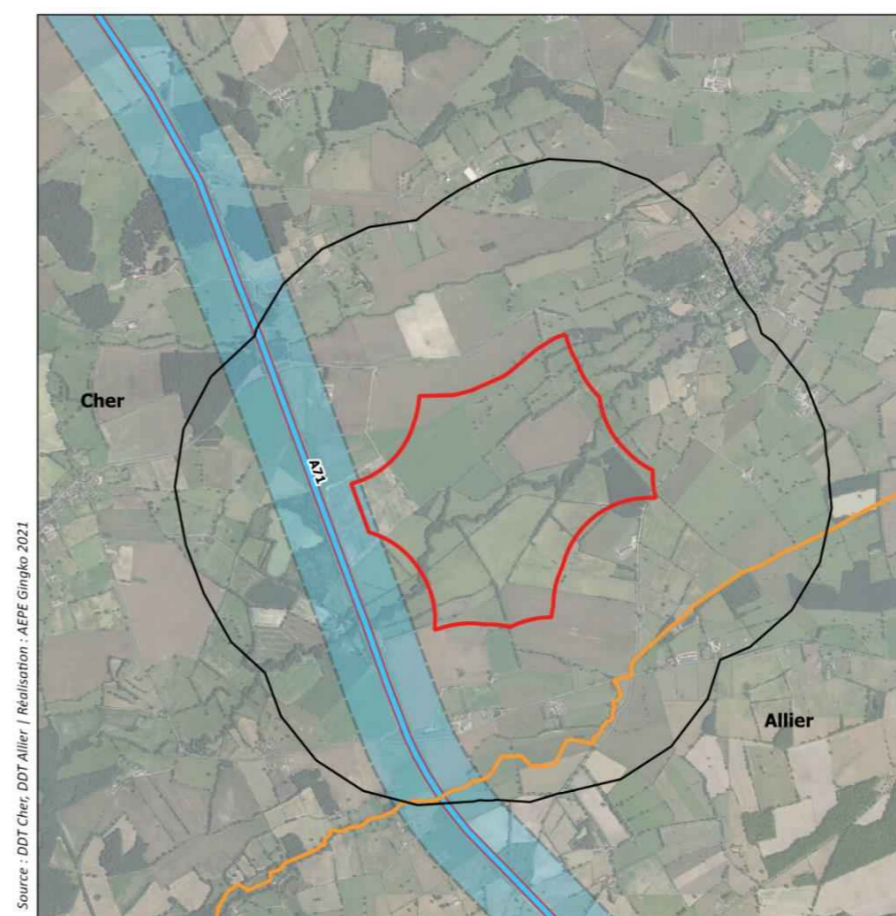 Cher
A71
Allier
Source : DDT Cher, DDT Allier | Réalisation : AEPE Gingko 2021